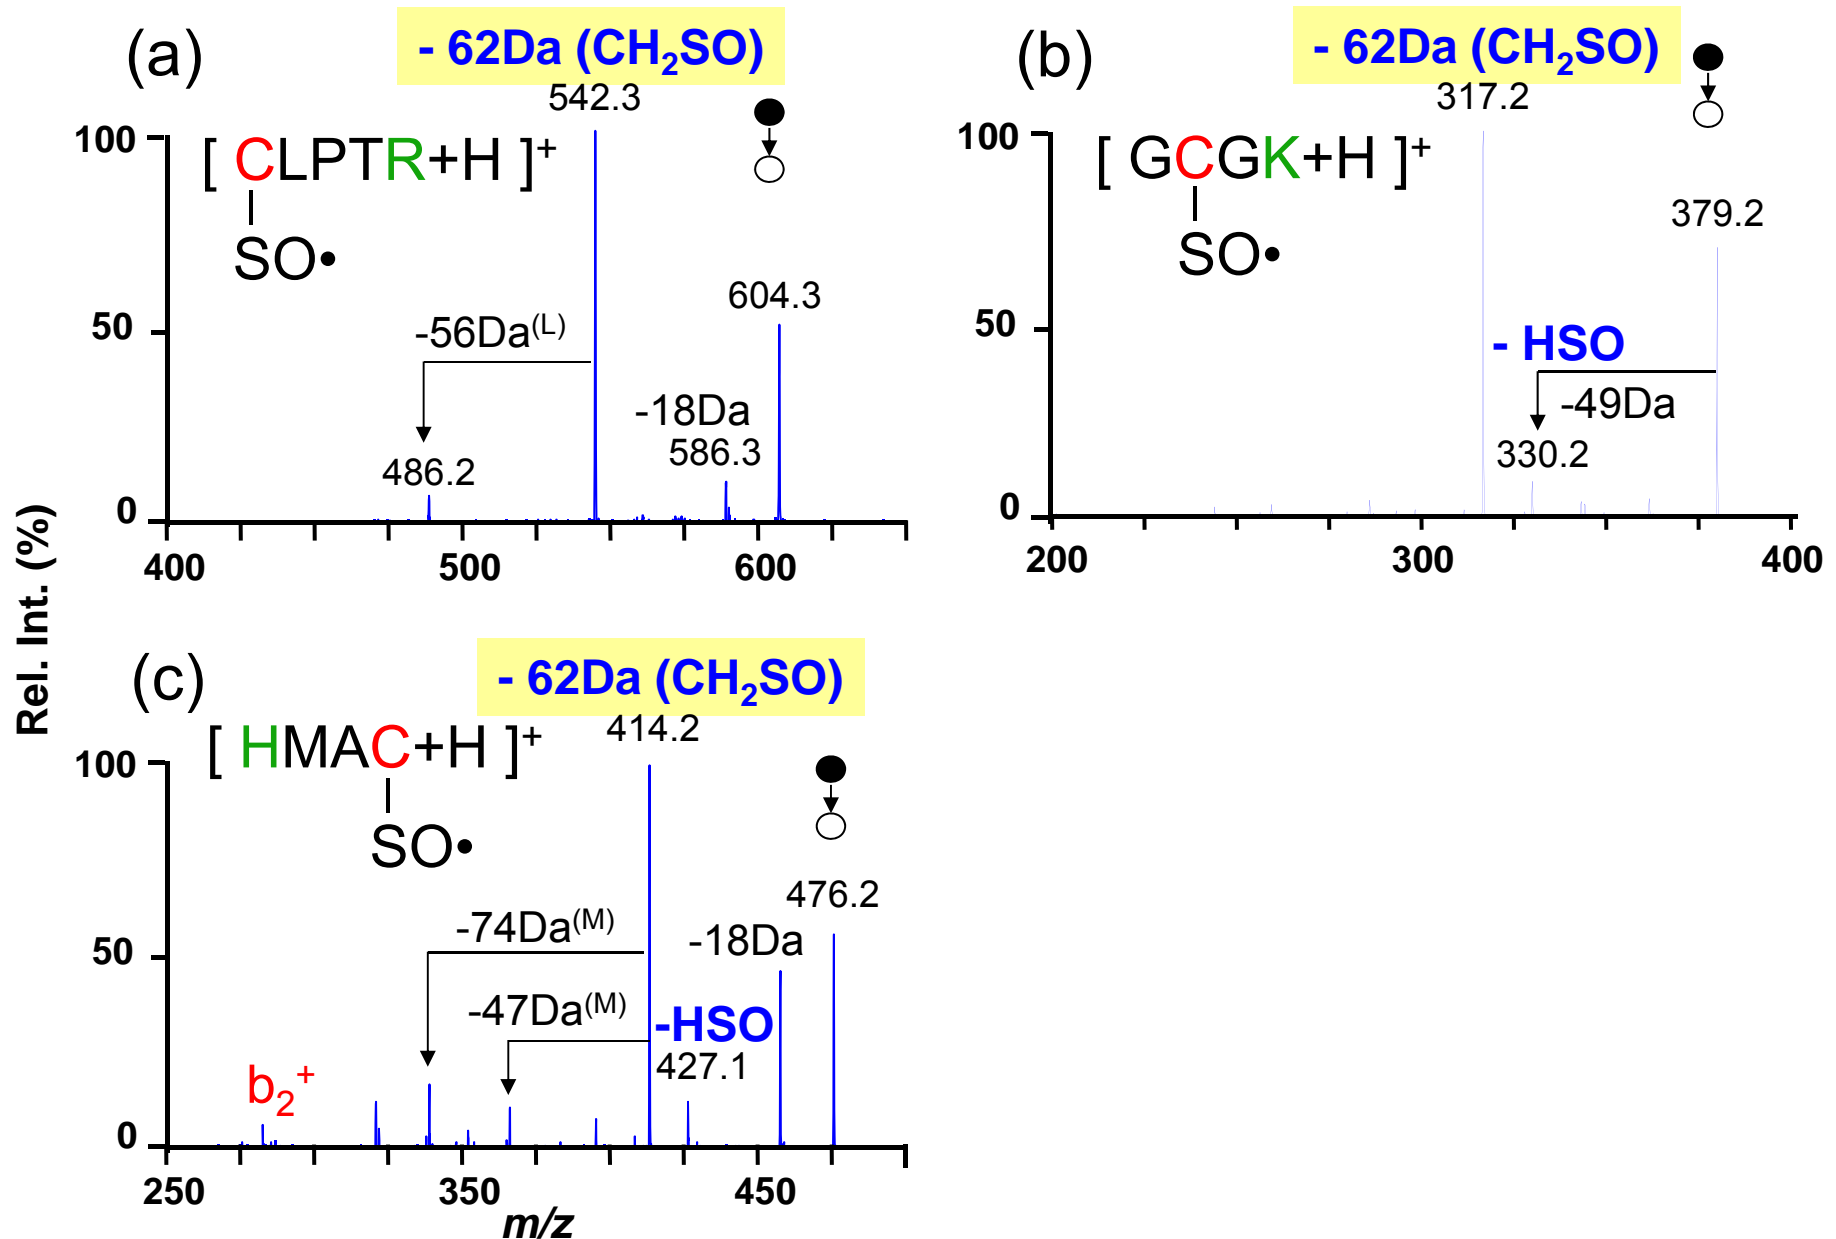 (a)
- 62Da (CH₂SO)
542.3
[ CLPTR+H ]⁺
SO•
604.3
-56Da⁽ᴸ⁾
-18Da
586.3
486.2
100
50
0
400
500
600
(b)
- 62Da (CH₂SO)
317.2
[ GCGK+H ]⁺
SO•
379.2
- HSO
-49Da
330.2
100
50
0
200
300
400
Rel. Int. (%)
(c)
- 62Da (CH₂SO)
414.2
[ HMAC+H ]⁺
SO•
476.2
-74Da⁽ᴹ⁾
-18Da
-47Da⁽ᴹ⁾
-HSO
427.1
b₂⁺
100
50
0
250
350
450
m/z